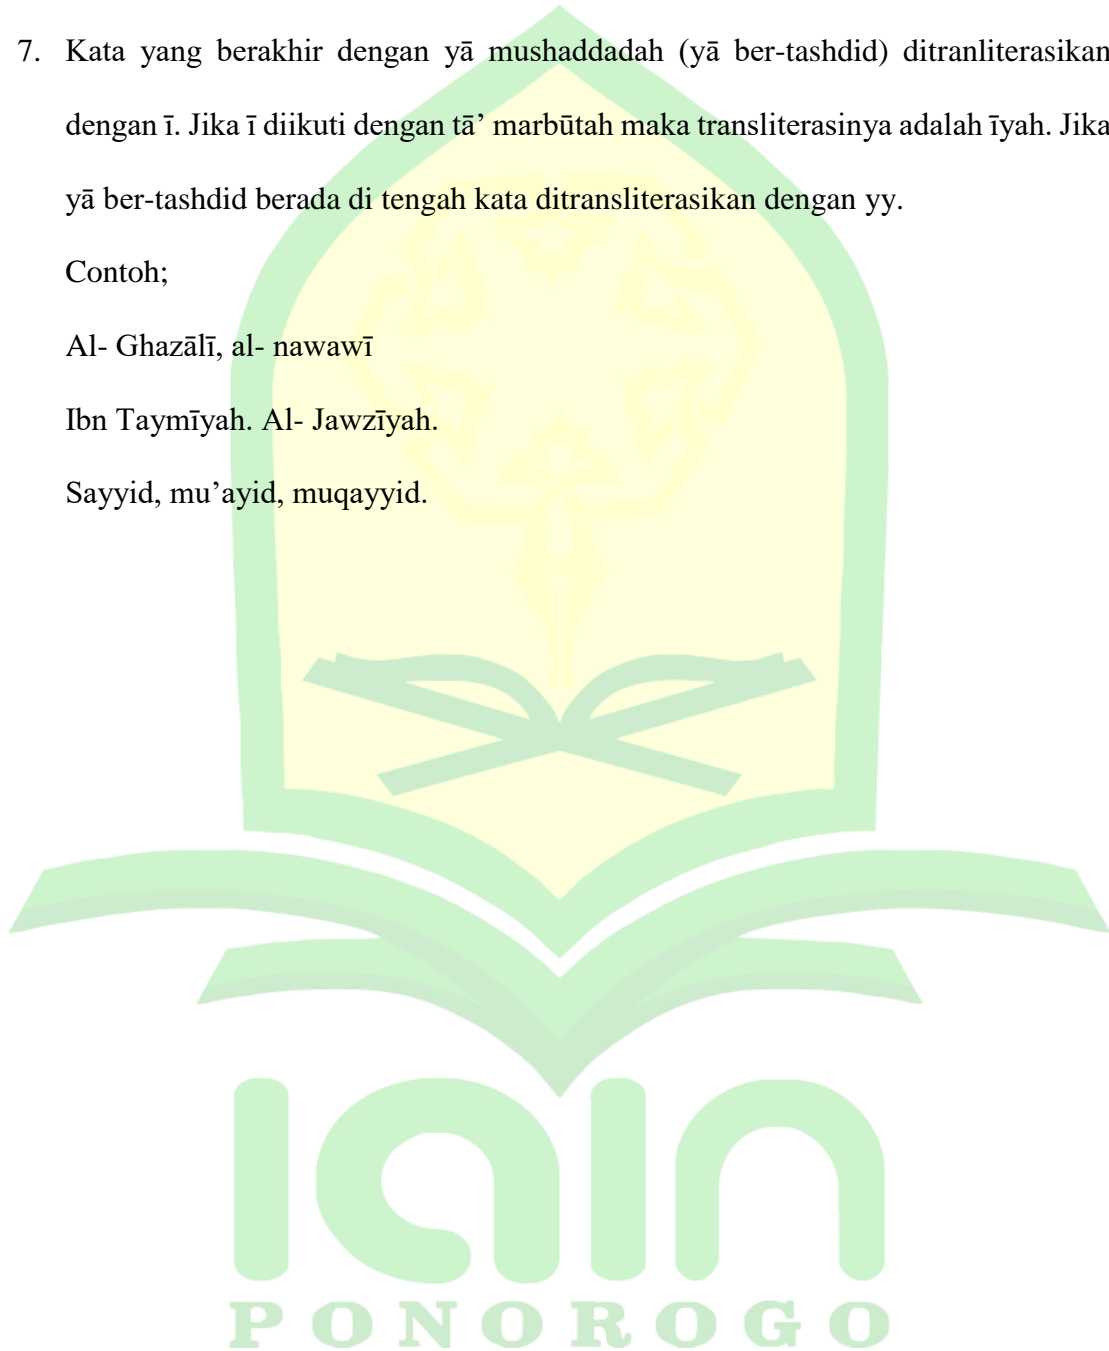 7. Kata yang berakhir dengan yā mushaddadah (yā ber-tashdid) ditranliterasikan
dengan ī. Jika ī diikuti dengan tā’ marbūtah maka transliterasinya adalah īyah. Jika
yā ber-tashdid berada di tengah kata ditransliterasikan dengan yy.
Contoh;
Al- Ghazālī, al- nawawī
Ibn Taymīyah. Al- Jawzīyah.
Sayyid, mu’ayid, muqayyid.
IAIN
PONOROGO